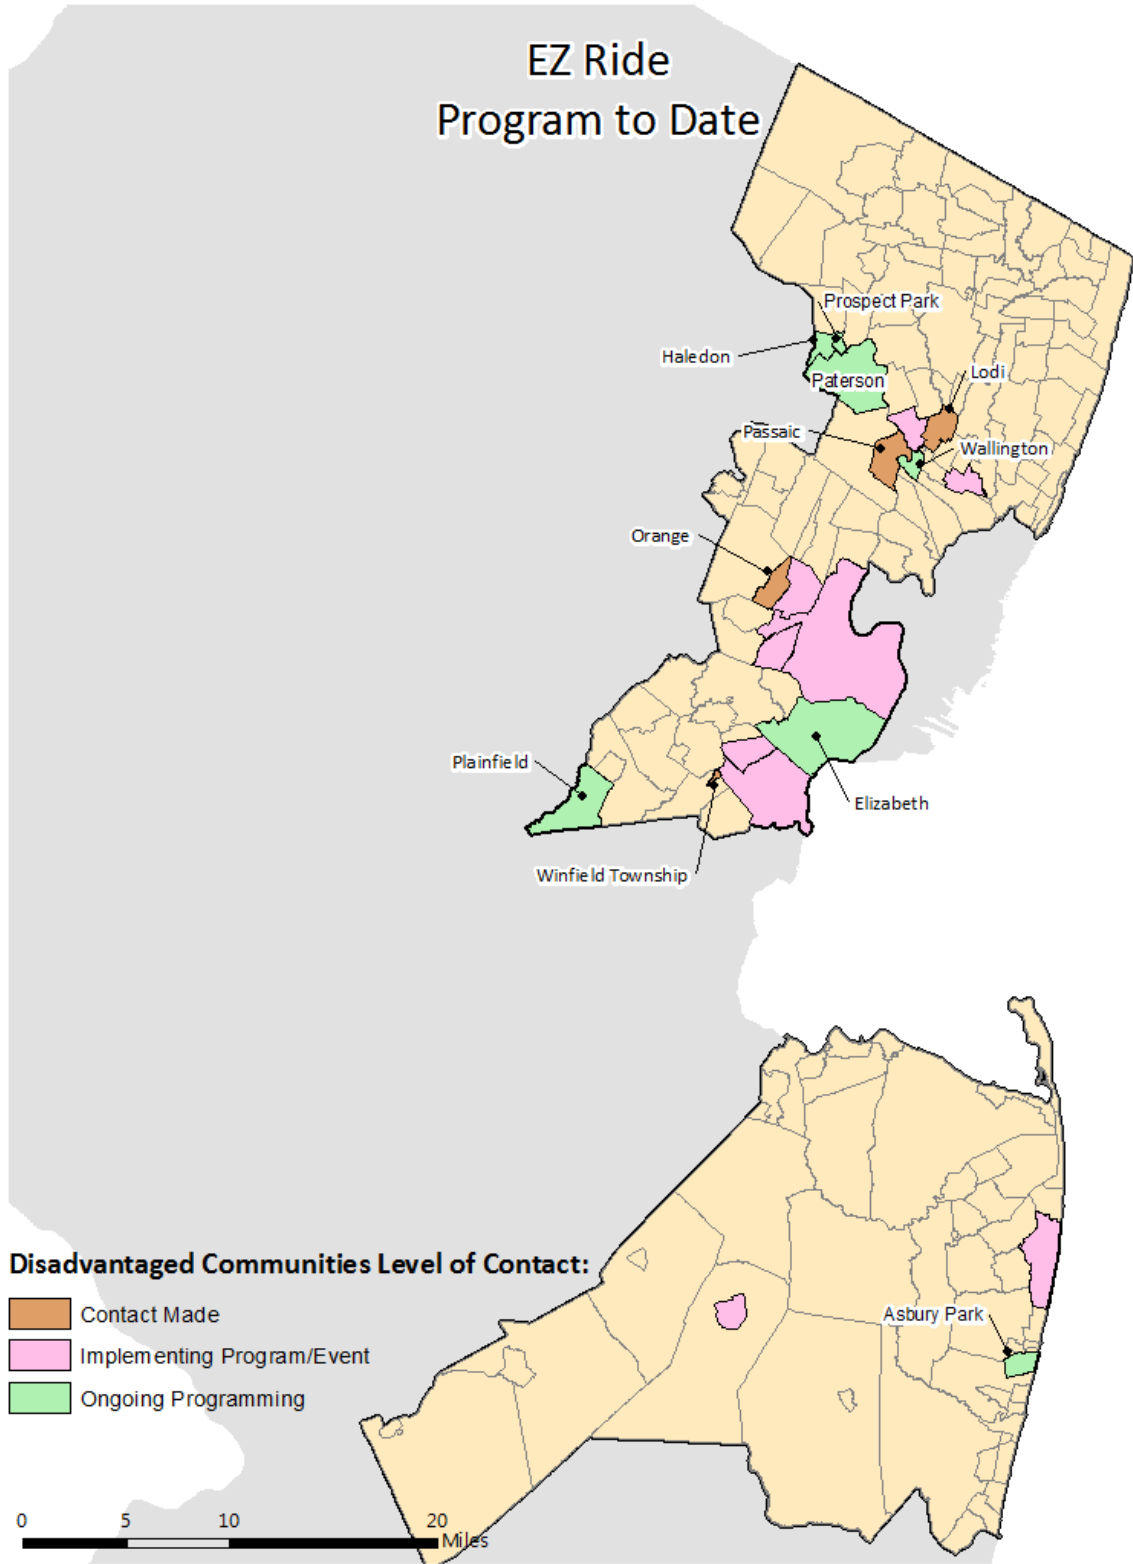 EZ Ride
Program to Date
Prospect Park
Haledon
Lodi
Paterson
Passaic
Wallington
Orange
Plainfield
Elizabeth
Winfield Township
Disadvantaged Communities Level of Contact:
Contact Made
Asbury Park
Implementing Program/Event
Ongoing Programming
0 5 10 20
Miles